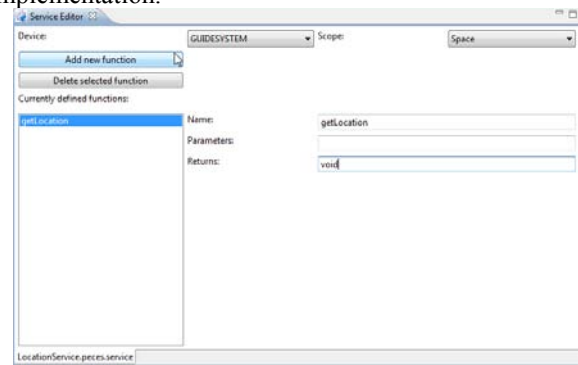 implementation.
Service Editor
Device: GUIDESYSTEM Scope: Space
Add new function
Delete selected function
Currently defined functions:
getLocation Name: getLocation
Parameters:
Returns: void
LocationService.peces.service